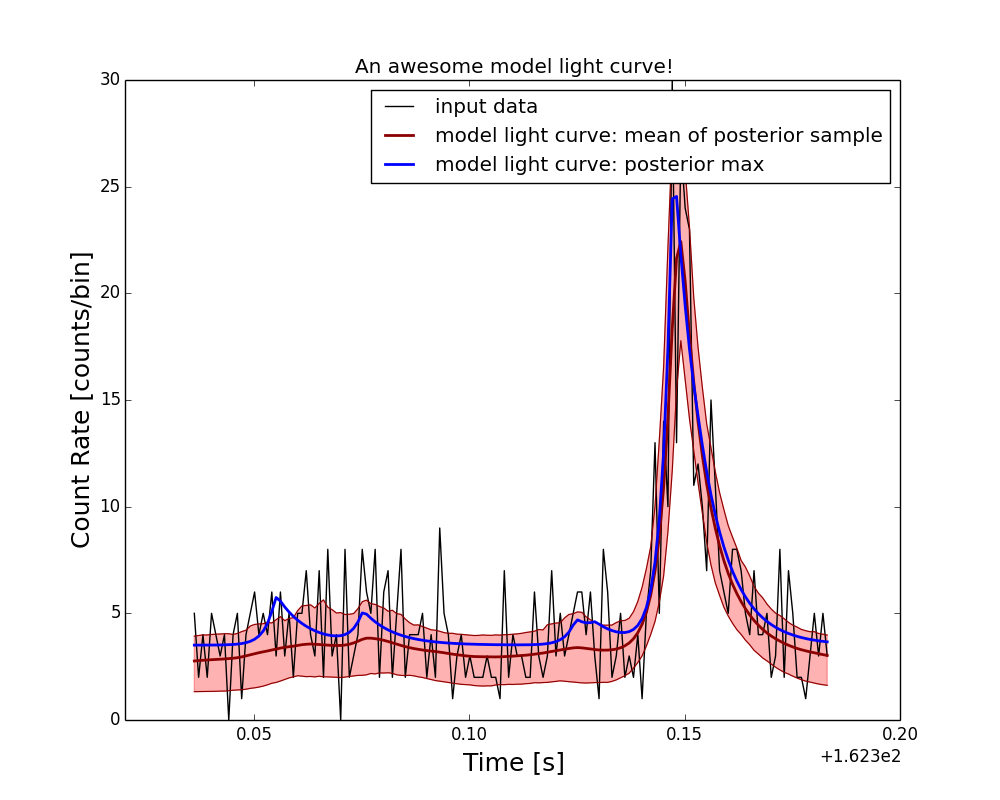 An awesome model light curve!
input data
model light curve: mean of posterior sample
model light curve: posterior max
Count Rate [counts/bin]
30
25
20
15
10
5
0
0.05 0.10 0.15 0.20
+1.623e2
Time [s]